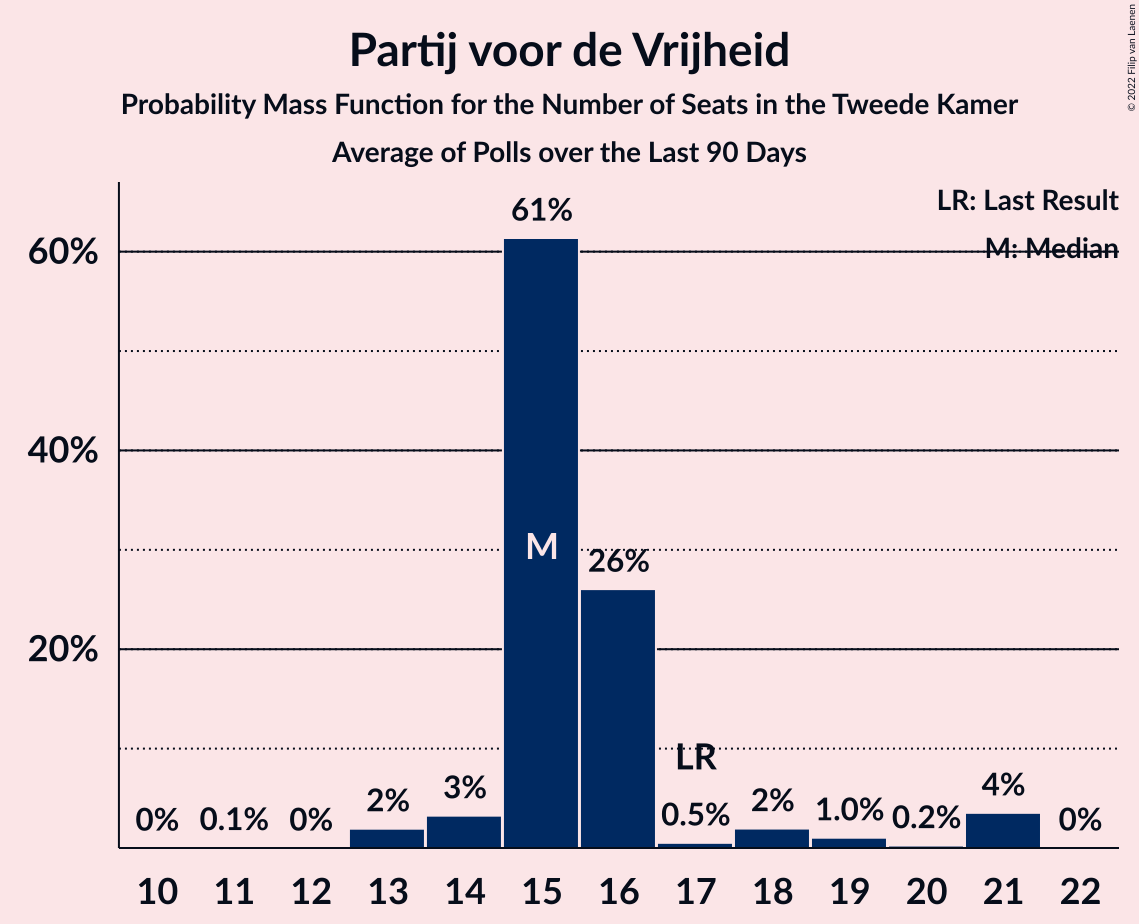 Partij voor de Vrijheid
Probability Mass Function for the Number of Seats in the Tweede Kamer
Average of Polls over the Last 90 Days
© 2022 Filip van Laenen
LR: Last Result
M: Median
60%
40%
20%
0%
0.1%
0%
2%
3%
61%
M
26%
LR
0.5%
2%
1.0%
0.2%
4%
0%
10 11 12 13 14 15 16 17 18 19 20 21 22